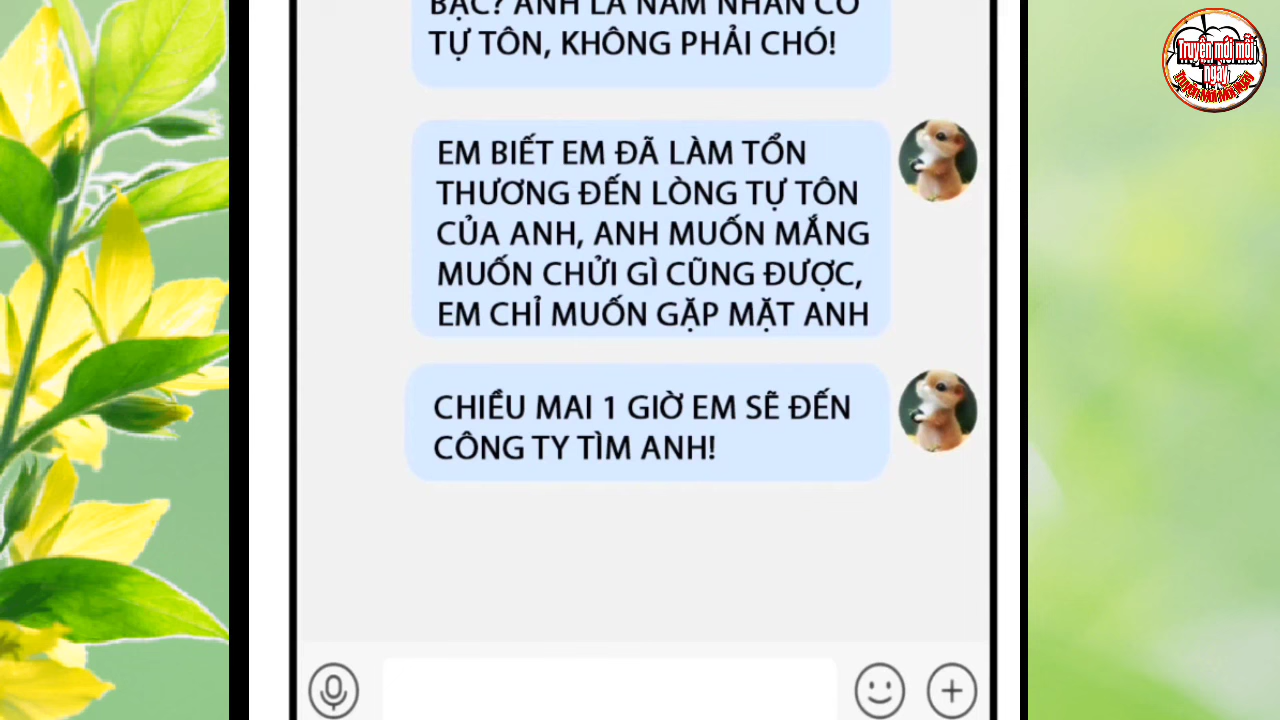 BẠC? ANH LÀ NAM NHÂN CÓ
TỰ TÔN, KHÔNG PHẢI CHÓ!
EM BIẾT EM ĐÃ LÀM TỔN
THƯƠNG ĐẾN LÒNG TỰ TÔN
CỦA ANH, ANH MUỐN MẮNG
MUỐN CHỬI GÌ CŨNG ĐƯỢC,
EM CHỈ MUỐN GẶP MẶT ANH
CHIỀU MAI 1 GIỜ EM SẼ ĐẾN
CÔNG TY TÌM ANH!
Truyện mới mỗi
ngày